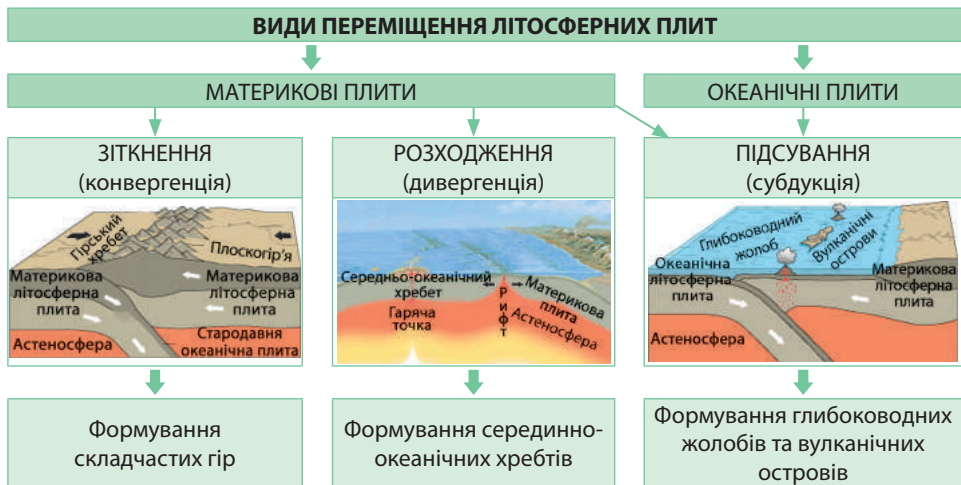 ВИДИ ПЕРЕМІЩЕННЯ ЛІТОСФЕРНИХ ПЛИТ
МАТЕРИКОВІ ПЛИТИ
ОКЕАНІЧНІ ПЛИТИ
ЗІТКНЕННЯ
(конвергенція)
Гірський
хребет
Плоскогір'я
Материкова
літосферна
плита
Материкова
літосферна
плита
Астеносфера
Стародавня
океанічна плита
Формування
складчастих гір
РОЗХОДЖЕННЯ
(дивергенція)
Середньо-океанічний
хребет
Рифт
Материкова
плита
Гаряча
точка
Астеносфера
Формування серединно-
океанічних хребтів
ПІДСУВАННЯ
(субдукція)
Глибоководний
жолоб
Вулканічні
острови
Океанічна
літосферна
плита
Материкова
літосферна
плита
Астеносфера
Формування глибоководних
жолобів та вулканічних
островів